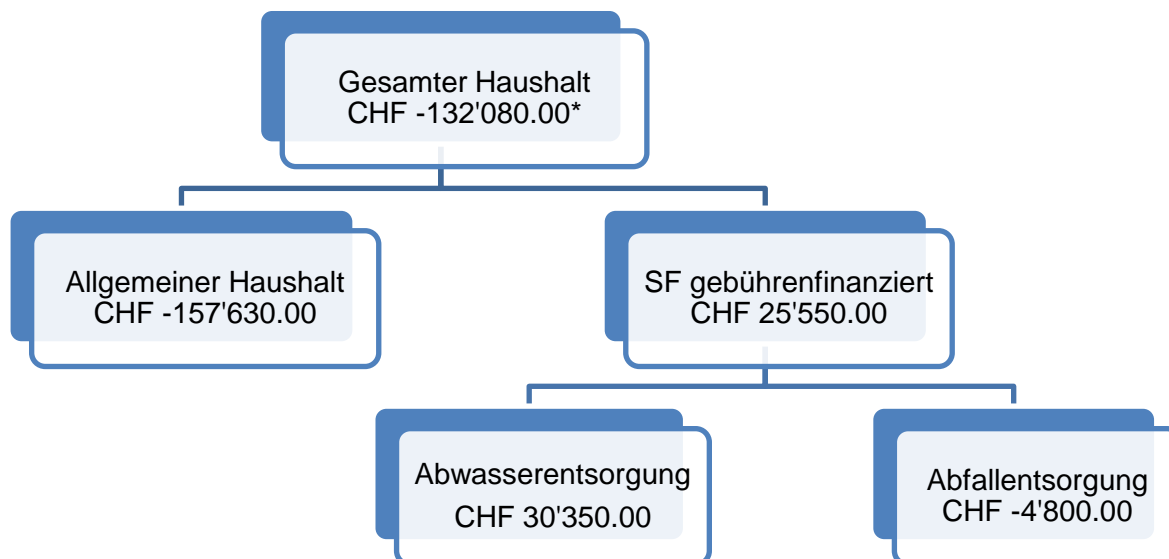 Gesamter Haushalt
CHF -132'080.00*
Allgemeiner Haushalt
CHF -157'630.00
SF gebührenfinanziert
CHF 25'550.00
Abwasserentsorgung
CHF 30'350.00
Abfallentsorgung
CHF -4'800.00